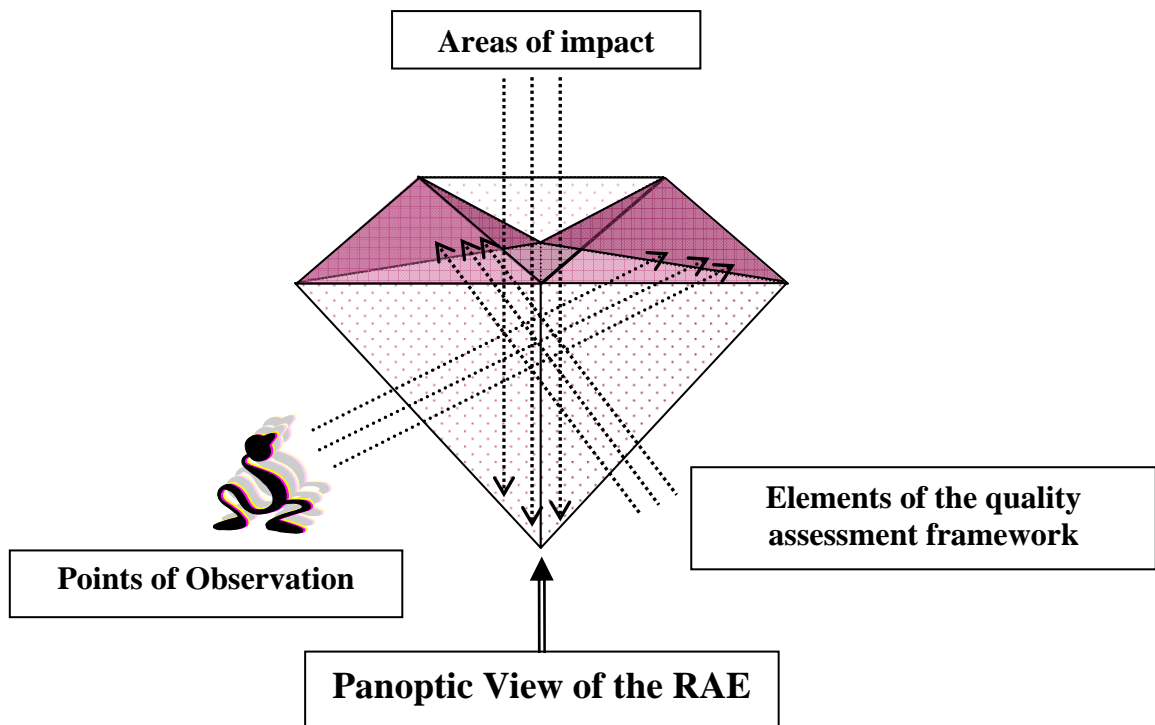 Areas of impact
Elements of the quality
assessment framework
Points of Observation
Panoptic View of the RAE